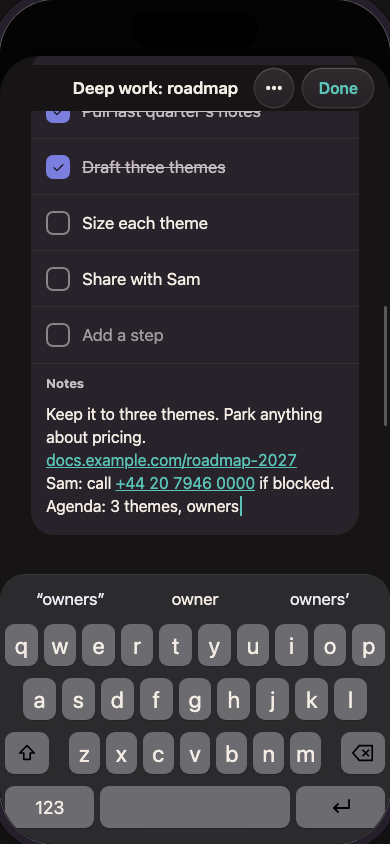 Deep work: roadmap
Done
Pull last quarter's notes
Draft three themes
Size each theme
Share with Sam
Add a step
Notes
Keep it to three themes. Park anything
about pricing.
docs.example.com/roadmap-2027
Sam: call +44 20 7946 0000 if blocked.
Agenda: 3 themes, owners
“owners” owner owners’
q w e r t y u i o p
a s d f g h j k l
z x c v b n m
123